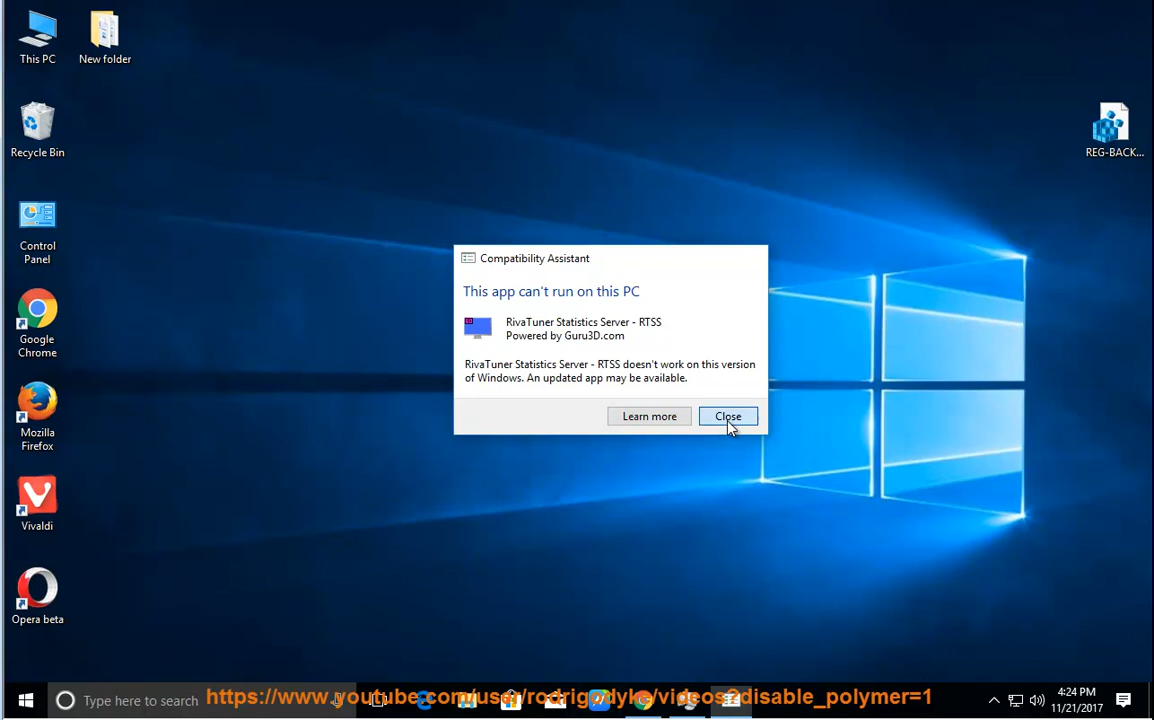 This PC
New folder
Recycle Bin
REG-BACK...
Control
Panel
Google
Chrome
Mozilla
Firefox
Vivaldi
Opera beta
Compatibility Assistant
This app can't run on this PC
RivaTuner Statistics Server - RTSS
Powered by Guru3D.com
RivaTuner Statistics Server - RTSS doesn't work on this version
of Windows. An updated app may be available.
Learn more
Close
Type here to search
https://www.youtube.com/user/rodrigodyke/videos?disable_polymer=1
4:24 PM
11/21/2017